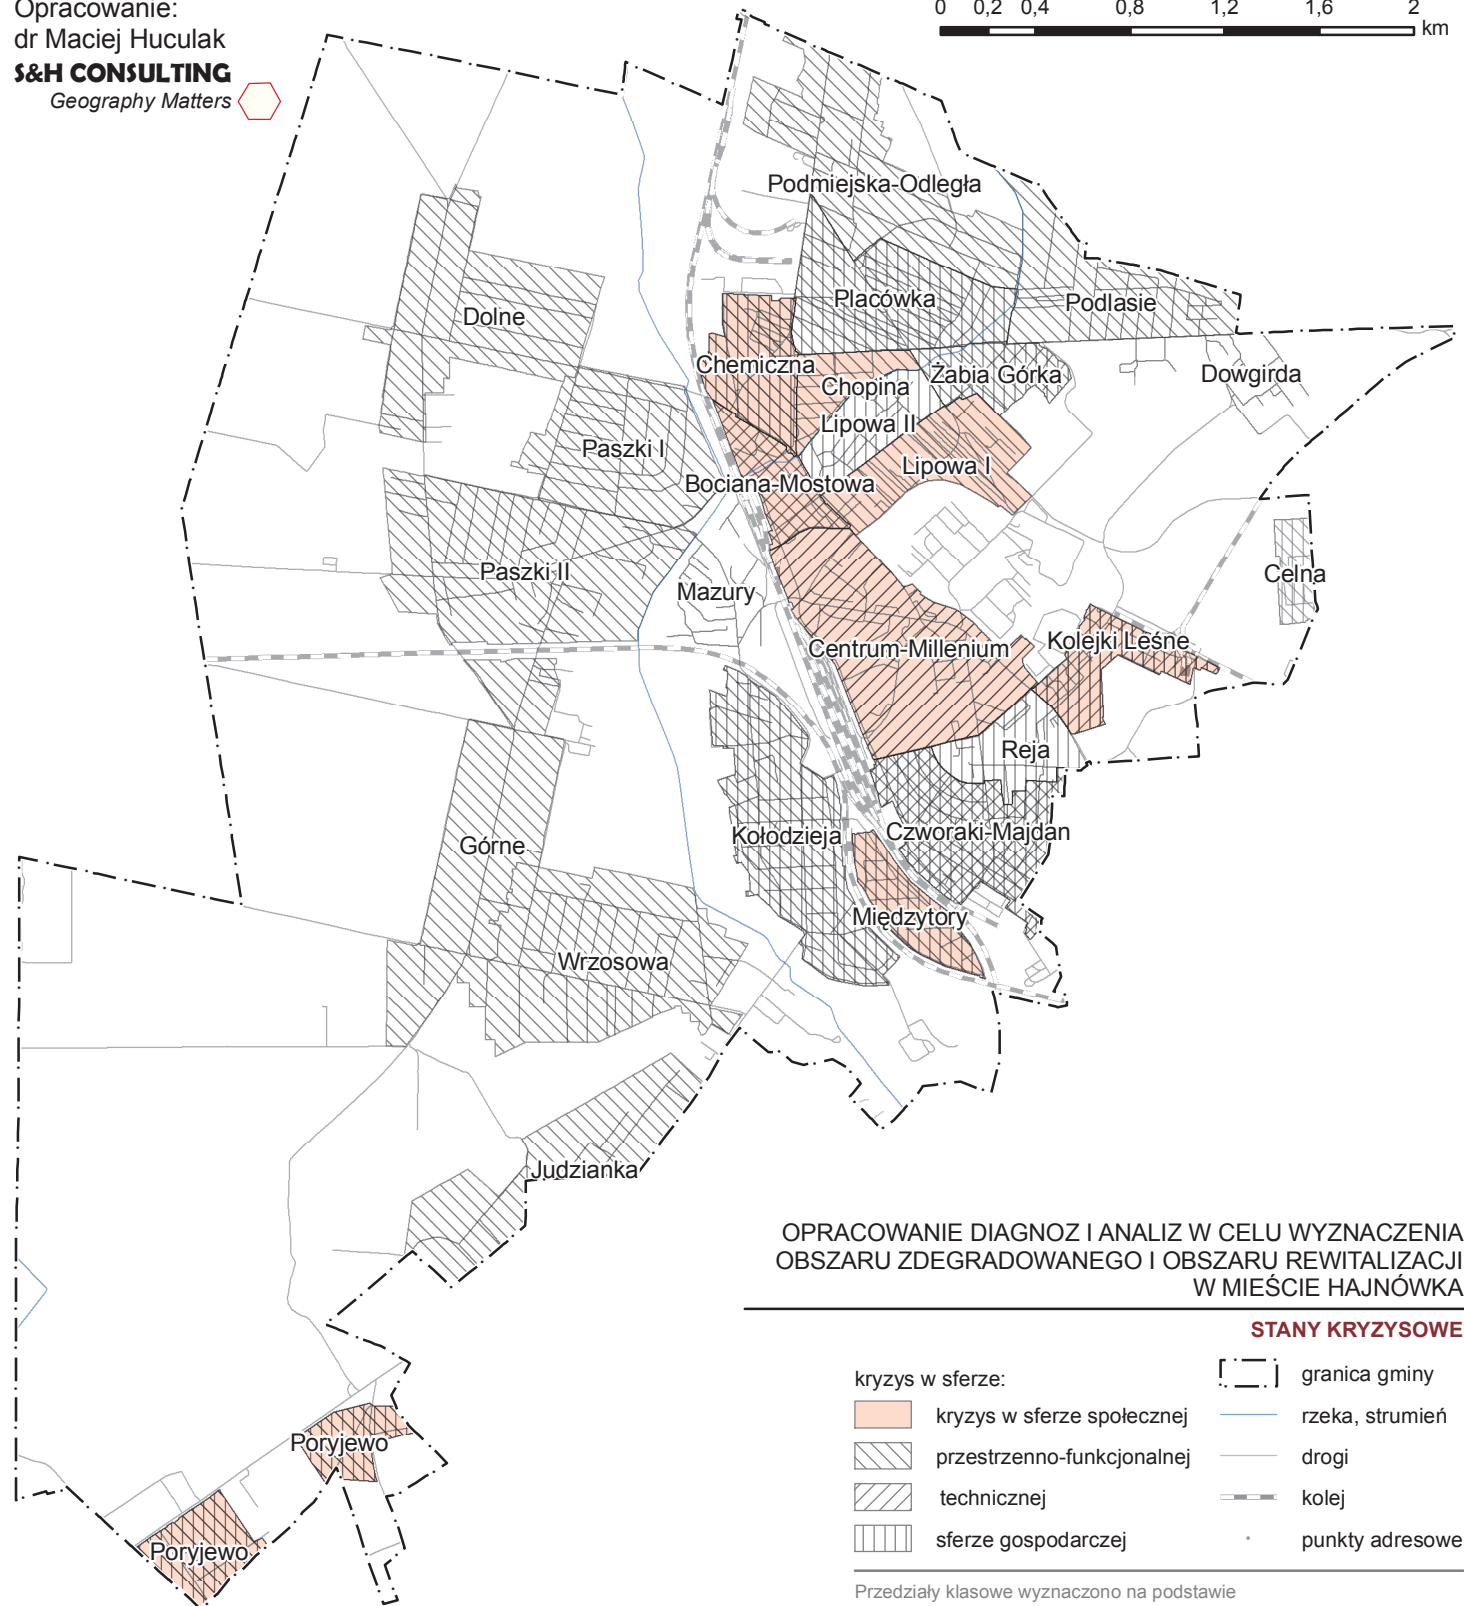 Opracowanie:
dr Maciej Huculak
S&H CONSULTING
Geography Matters
0 0,2 0,4 0,8 1,2 1,6 2
km
Podmiejska-Odległa
Placówka
Podlasie
Dolne
Chemiczna
Chopina
Żabia Górka
Dowgirda
Lipowa II
Paszki I
Lipowa I
Bociana-Mostowa
Paszki II
Mazury
Celna
Centrum-Millenium
Kolejki Leśne
Reja
Górne
Kołodzieja
Czworaki-Majdan
Międzytory
Wrzosowa
Judzianka
Poryjewo
Poryjewo
OPRACOWANIE DIAGNOZ I ANALIZ W CELU WYZNACZENIA
OBSZARU ZDEGRADOWANEGO I OBSZARU REWITALIZACJI
W MIEŚCIE HAJNÓWKA
STANY KRYZYSOWE
kryzys w sferze:
kryzys w sferze społecznej
przestrzenno-funkcjonalnej
technicznej
sferze gospodarczej
granica gminy
rzeka, strumień
drogi
kolej
punkty adresowe
Przedziały klasowe wyznaczono na podstawie